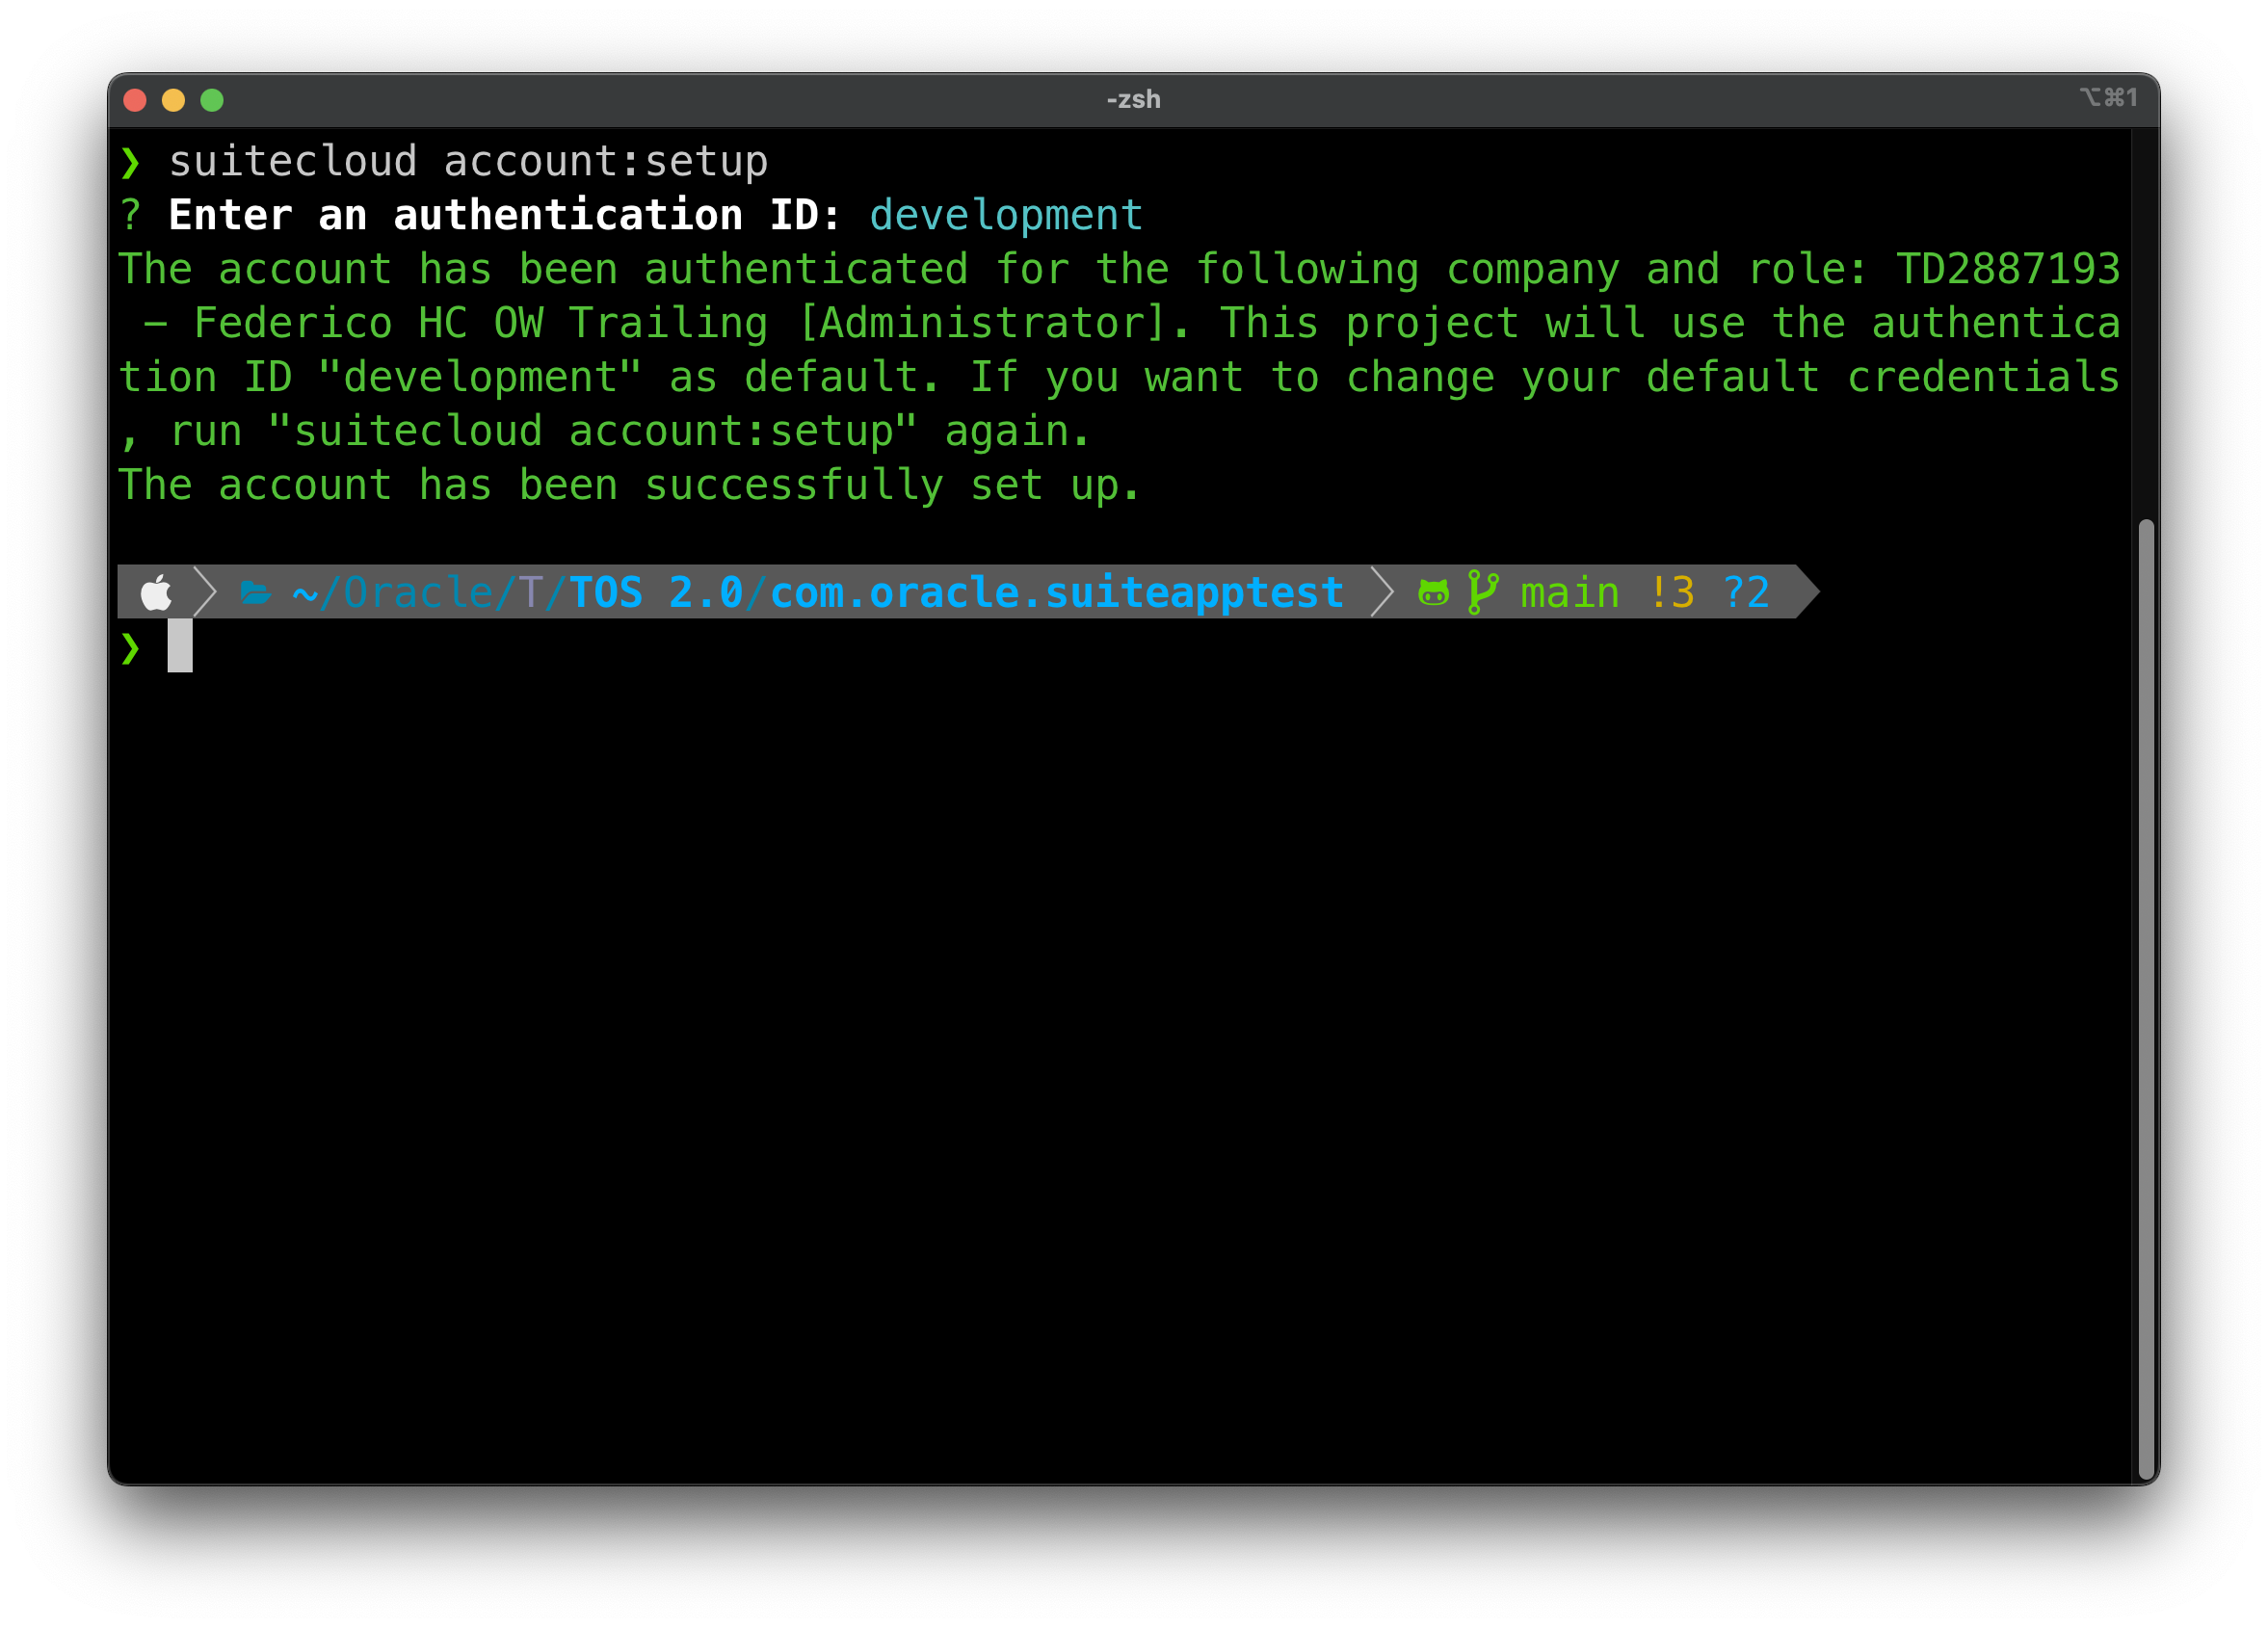 -zsh
⌥⌘1
❯ suitecloud account:setup
? Enter an authentication ID: development
The account has been authenticated for the following company and role: TD2887193
 – Federico HC OW Trailing [Administrator]. This project will use the authentica
tion ID "development" as default. If you want to change your default credentials
, run "suitecloud account:setup" again.
The account has been successfully set up.
~/Oracle/T/TOS 2.0/com.oracle.suiteapptest main !3 ?2
❯